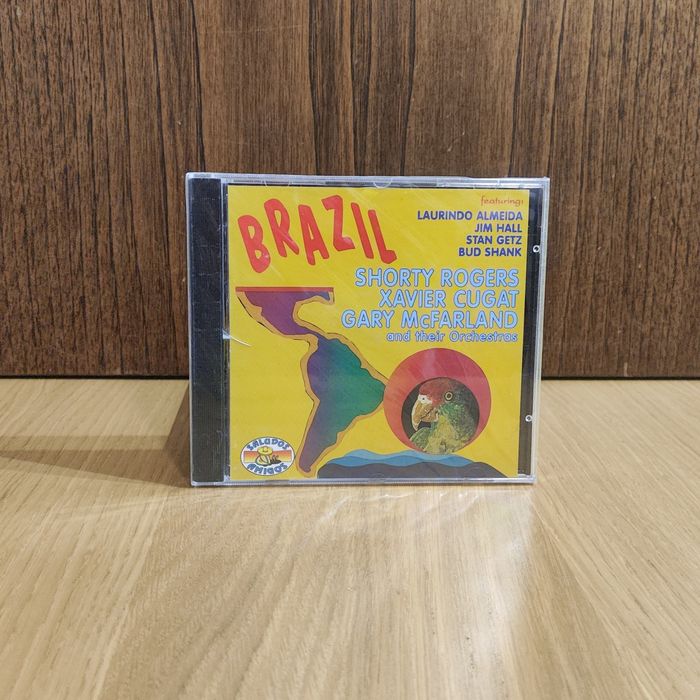 BRAZIL
featuring:
LAURINDO ALMEIDA
JIM HALL
STAN GETZ
BUD SHANK
SHORTY ROGERS
XAVIER CUGAT
GARY McFARLAND
and their Orchestras
SALUDOS
AMIGOS